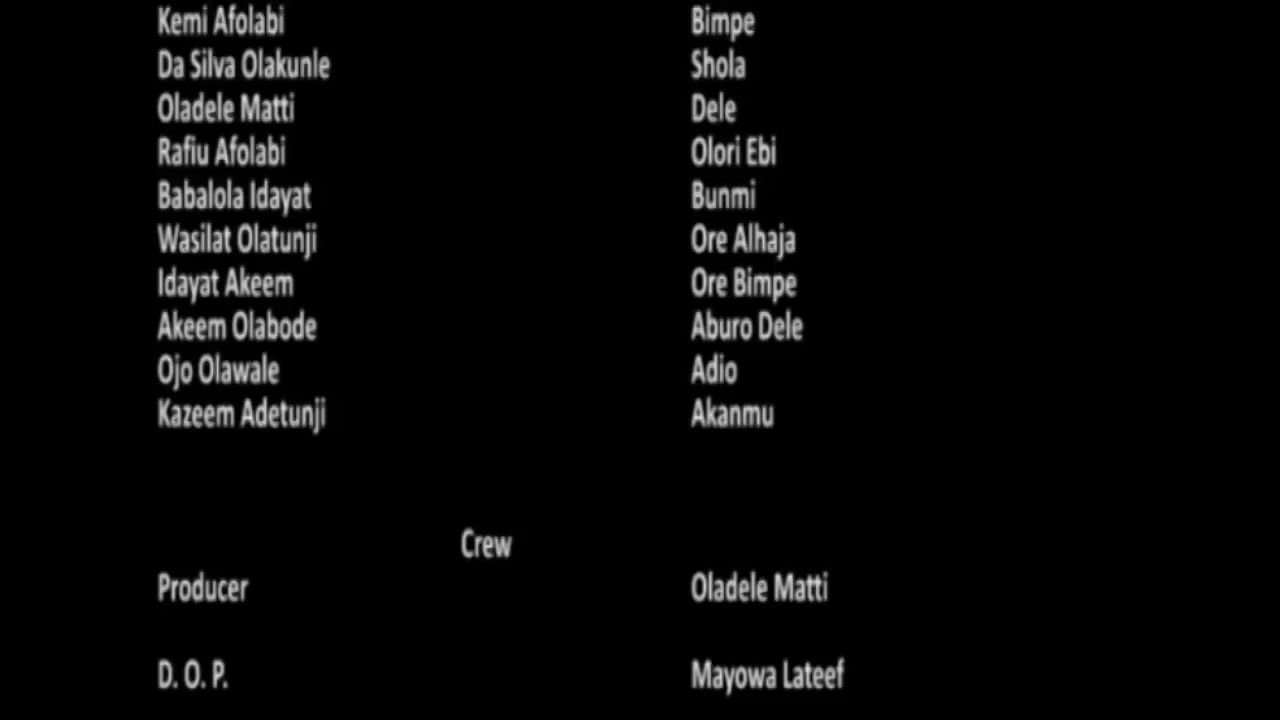 Kemi Afolabi Bimpe
Da Silva Olakunle Shola
Oladele Matti Dele
Rafiu Afolabi Olori Ebi
Babalola Idayat Bunmi
Wasilat Olatunji Ore Alhaja
Idayat Akeem Ore Bimpe
Akeem Olabode Aburo Dele
Ojo Olawale Adio
Kazeem Adetunji Akanmu
Crew
Producer Oladele Matti
D. O. P. Mayowa Lateef